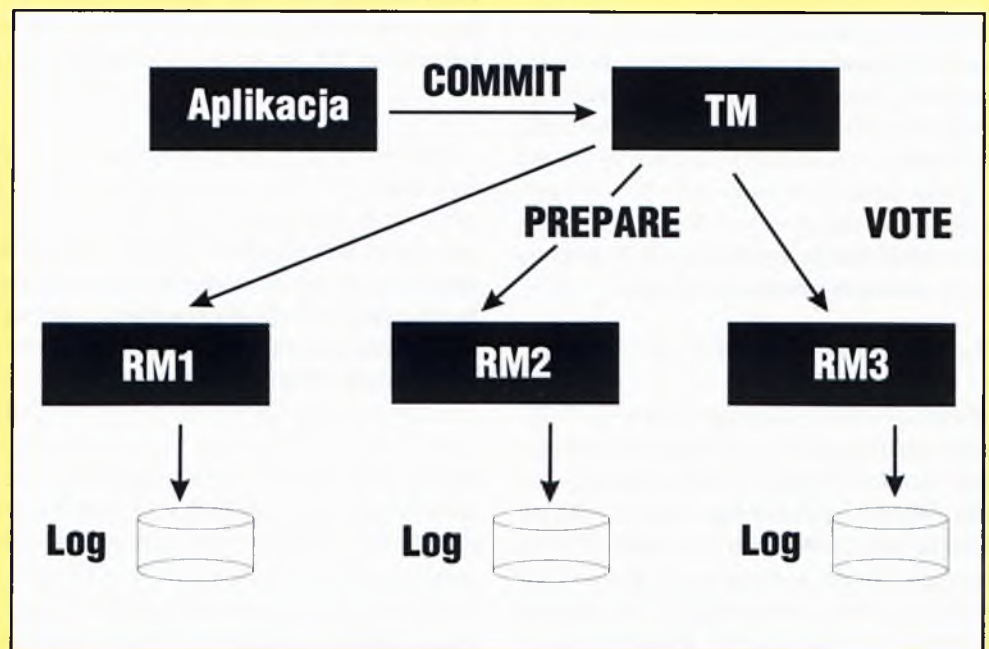 Aplikacja
COMMIT
TM
PREPARE
VOTE
RM1
RM2
RM3
Log
Log
Log